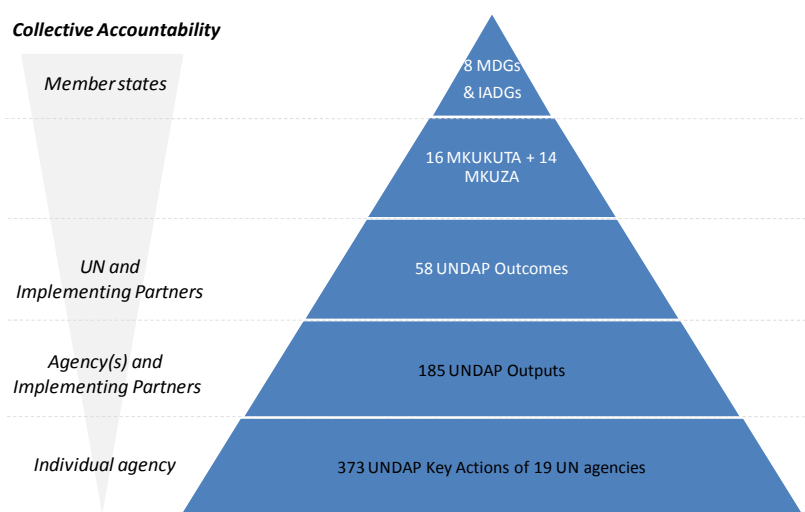 Collective Accountability
Member states
8 MDGs
& IADGs
16 MKUKUTA + 14
MKUZA
UN and
Implementing Partners
58 UNDAP Outcomes
Agency(s) and
Implementing Partners
185 UNDAP Outputs
Individual agency
373 UNDAP Key Actions of 19 UN agencies